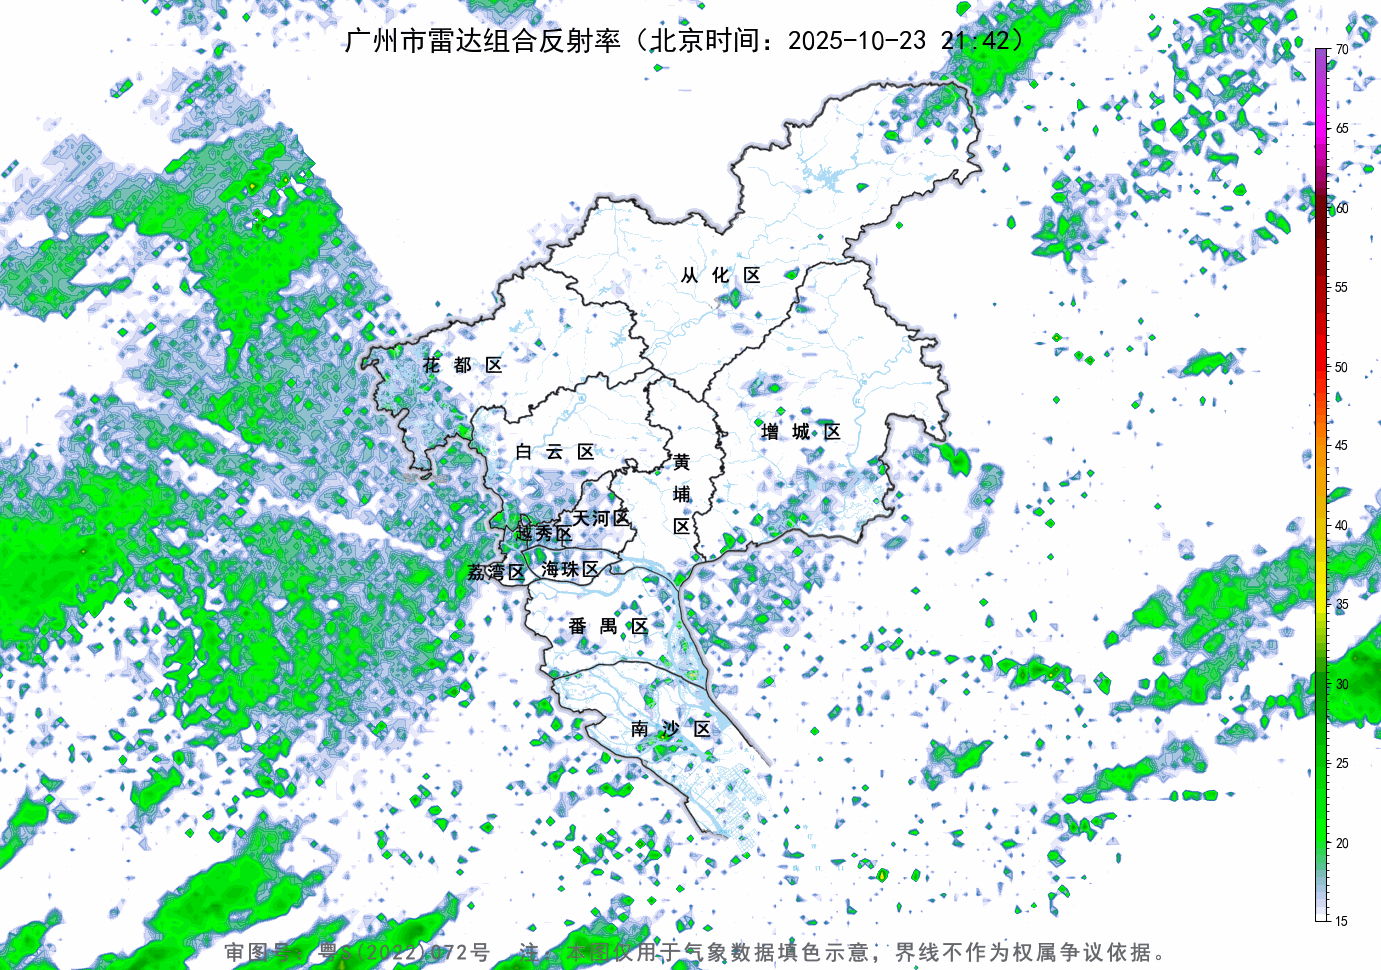 广州市雷达组合反射率（北京时间：2025-10-23 21:42）
70
65
60
55
50
45
40
35
30
25
20
15
从化区
花都区
增城区
白云区
黄埔区
天河区
越秀区
海珠区
荔湾区
番禺区
南沙区
审图号：粤S(2022)072号 注：本图仅用于气象数据填色示意，界线不作为权属争议依据。